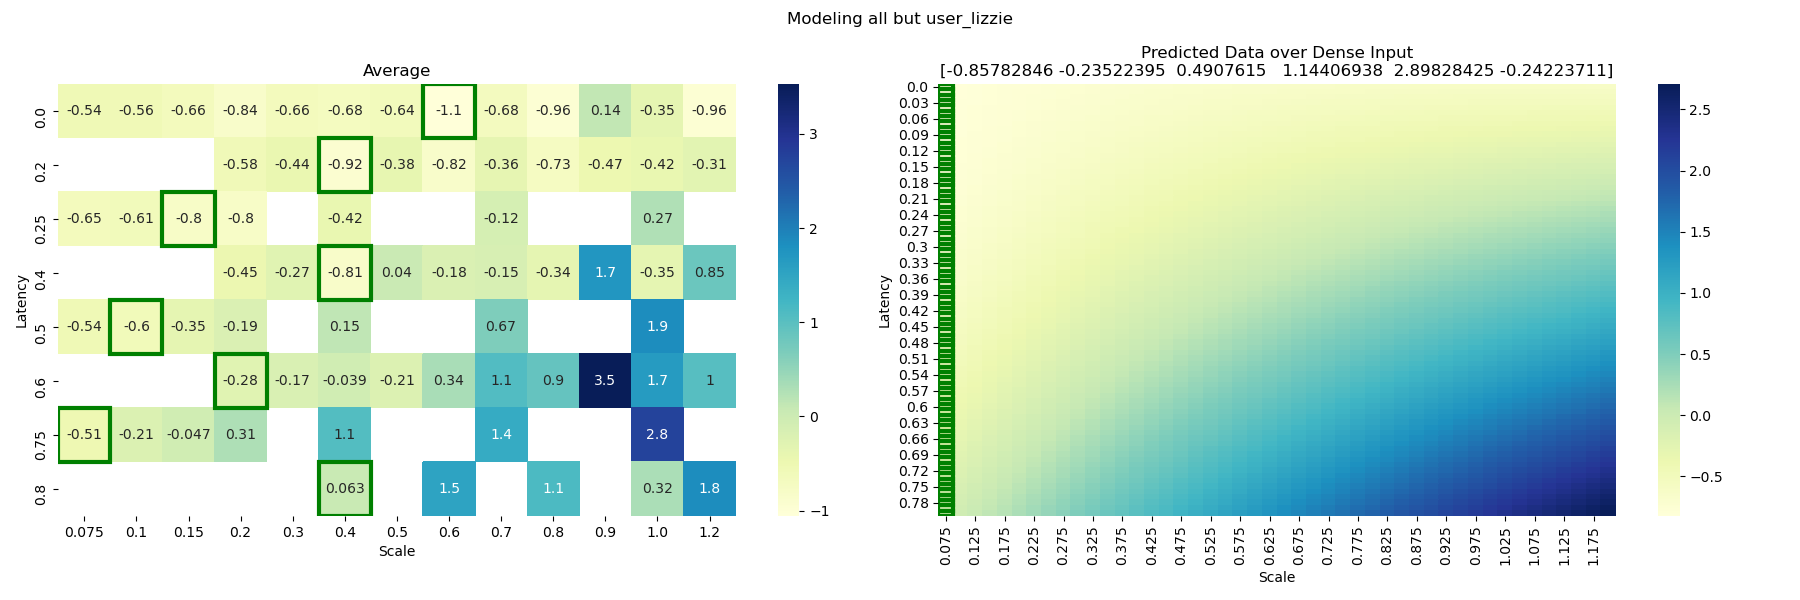 Modeling all but user_lizzie
Average
0.0 -0.54 -0.56 -0.66 -0.84 -0.66 -0.68 -0.64 -1.1 -0.68 -0.96 0.14 -0.35 -0.96
0.2 -0.58 -0.44 -0.92 -0.38 -0.82 -0.36 -0.73 -0.47 -0.42 -0.31
0.25 -0.65 -0.61 -0.8 -0.8 -0.42 -0.12 0.27
0.4 -0.45 -0.27 -0.81 0.04 -0.18 -0.15 -0.34 1.7 -0.35 0.85
0.5 -0.54 -0.6 -0.35 -0.19 0.15 0.67 1.9
0.6 -0.28 -0.17 -0.039 -0.21 0.34 1.1 0.9 3.5 1.7 1
0.75 -0.51 -0.21 -0.047 0.31 1.1 1.4 2.8
0.8 0.063 1.5 1.1 0.32 1.8
0.075 0.1 0.15 0.2 0.3 0.4 0.5 0.6 0.7 0.8 0.9 1.0 1.2
Scale
Latency
3
2
1
0
−1
Predicted Data over Dense Input
[-0.85782846 -0.23522395 0.4907615 1.14406938 2.89828425 -0.24223711]
0.0
0.03
0.06
0.09
0.12
0.15
0.18
0.21
0.24
0.27
0.3
0.33
0.36
0.39
0.42
0.45
0.48
0.51
0.54
0.57
0.6
0.63
0.66
0.69
0.72
0.75
0.78
Latency
0.075 0.125 0.175 0.225 0.275 0.325 0.375 0.425 0.475 0.525 0.575 0.625 0.675 0.725 0.775 0.825 0.875 0.925 0.975 1.025 1.075 1.125 1.175
Scale
2.5
2.0
1.5
1.0
0.5
0.0
−0.5